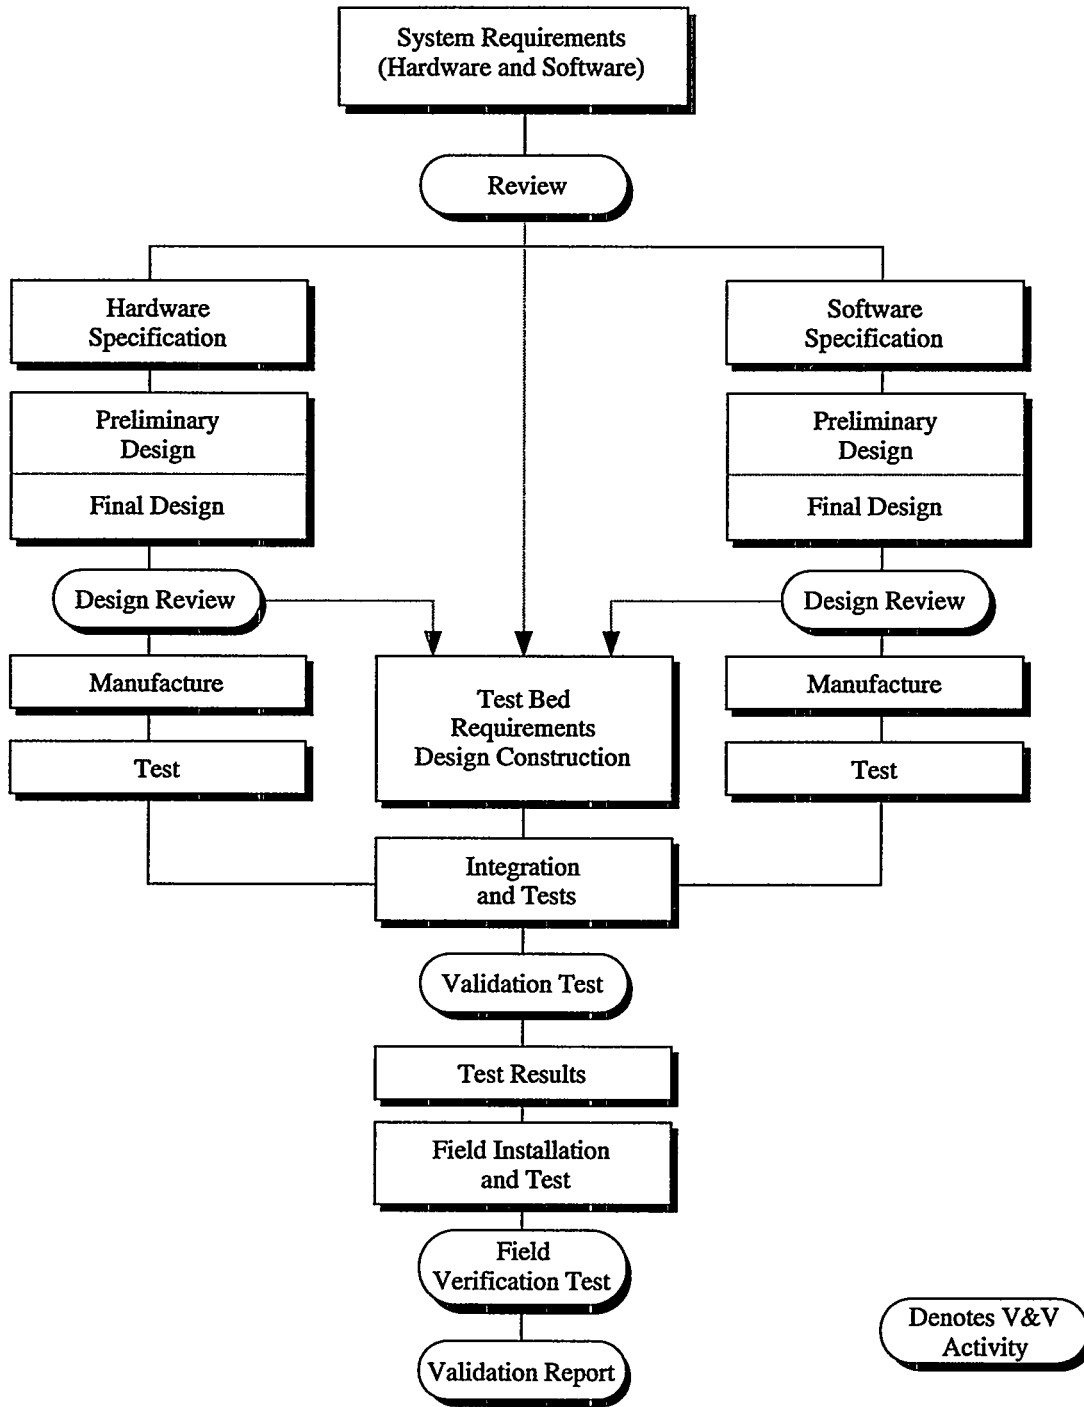 System Requirements
(Hardware and Software)
Review
Hardware
Specification
Software
Specification
Preliminary
Design
Final Design
Preliminary
Design
Final Design
Design Review
Design Review
Manufacture
Test Bed
Requirements
Design Construction
Manufacture
Test
Test
Integration
and Tests
Validation Test
Test Results
Field Installation
and Test
Field
Verification Test
Validation Report
Denotes V&V
Activity